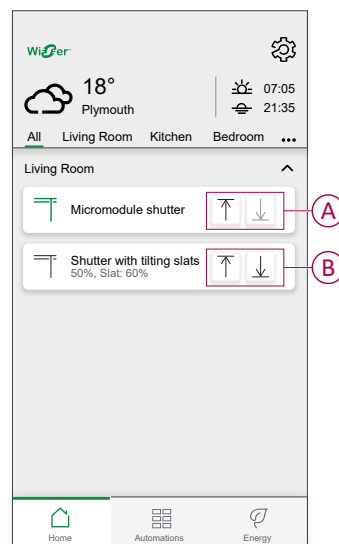 Wiser
18° 07:05
Plymouth 21:35
All Living Room Kitchen Bedroom ...
Living Room
Micromodule shutter
A
Shutter with tilting slats
50%, Slat: 60%
B
Home Automations Energy